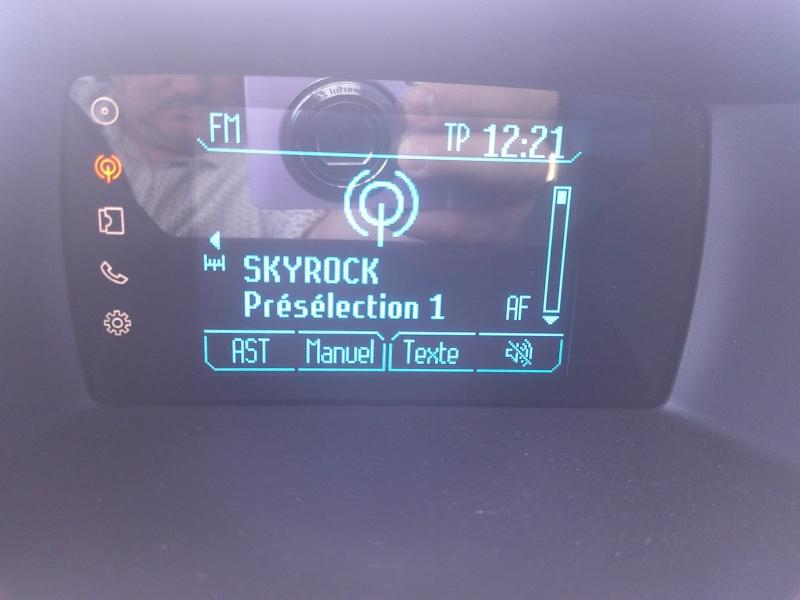 FM TP 12:21
SKYROCK
Présélection 1 AF
AST Manuel Texte